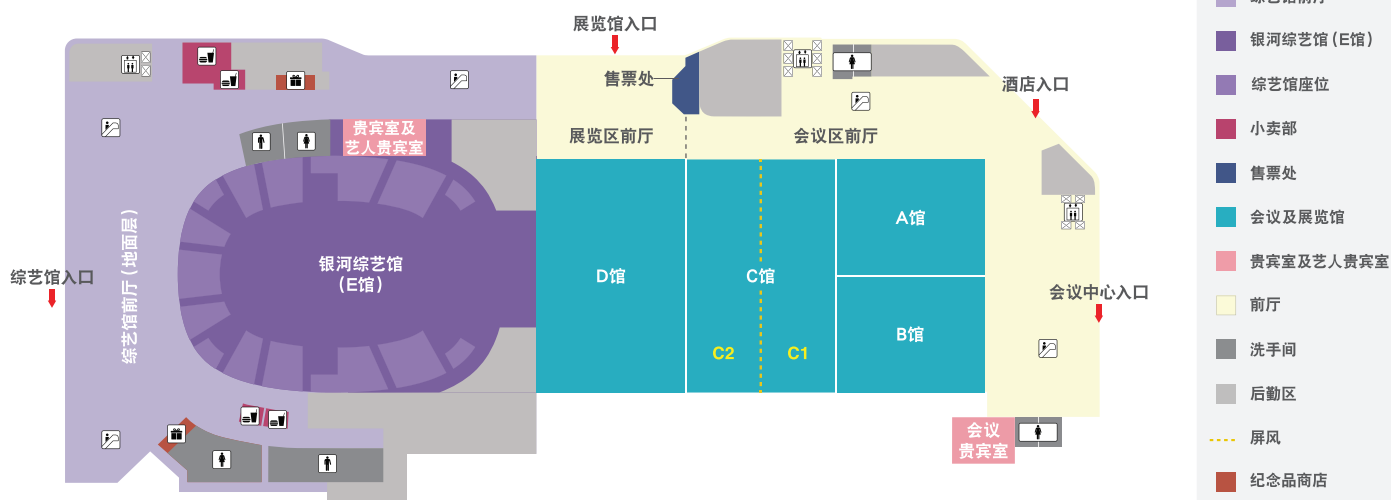 展览馆入口
售票处
酒店入口
贵宾室及
艺人贵宾室
展览区前厅
会议区前厅
综艺馆前厅 (地面层)
综艺馆入口
银河综艺馆
(E馆)
D馆
C馆
A馆
B馆
C2
C1
会议中心入口
会议
贵宾室
综艺馆前厅
银河综艺馆 (E馆)
综艺馆座位
小卖部
售票处
会议及展览馆
贵宾室及艺人贵宾室
前厅
洗手间
后勤区
屏风
纪念品商店